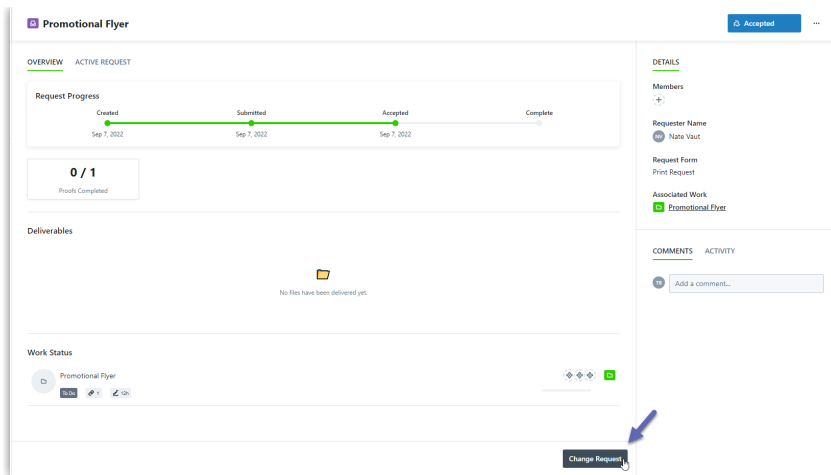 Promotional Flyer
Accepted
...
OVERVIEW ACTIVE REQUEST
Request Progress
Created Submitted Accepted Complete
Sep 7, 2022 Sep 7, 2022 Sep 7, 2022
0 / 1
Proofs Completed
Deliverables
No files have been delivered yet.
Work Status
Promotional Flyer
To Do 1 12h
Change Request
DETAILS
Members
+
Requester Name
NV Nate Vaut
Request Form
Print Request
Associated Work
Promotional Flyer
COMMENTS ACTIVITY
TB Add a comment...